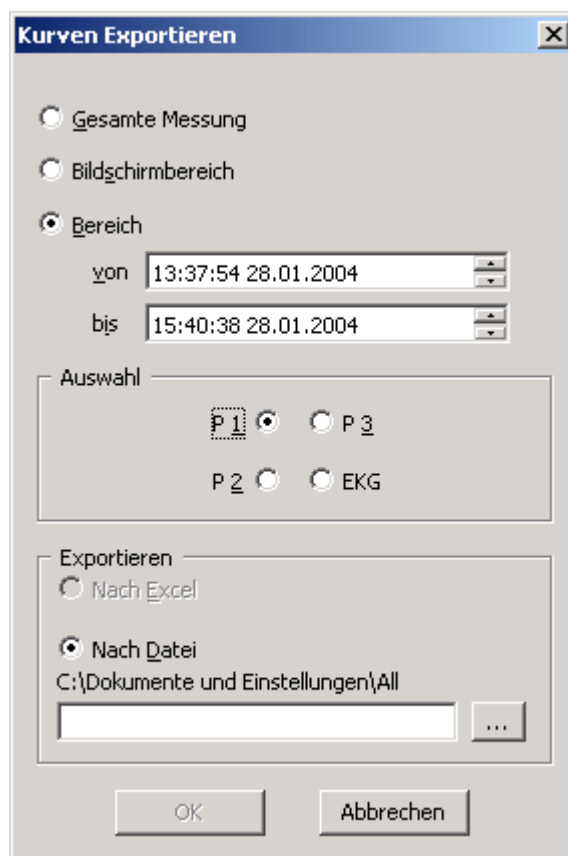 Kurven Exportieren
Gesamte Messung
Bildschirmbereich
Bereich
von 13:37:54 28.01.2004
bis 15:40:38 28.01.2004
Auswahl
P 1 P 3
P 2 EKG
Exportieren
Nach Excel
Nach Datei
C:\Dokumente und Einstellungen\All
...
OK Abbrechen